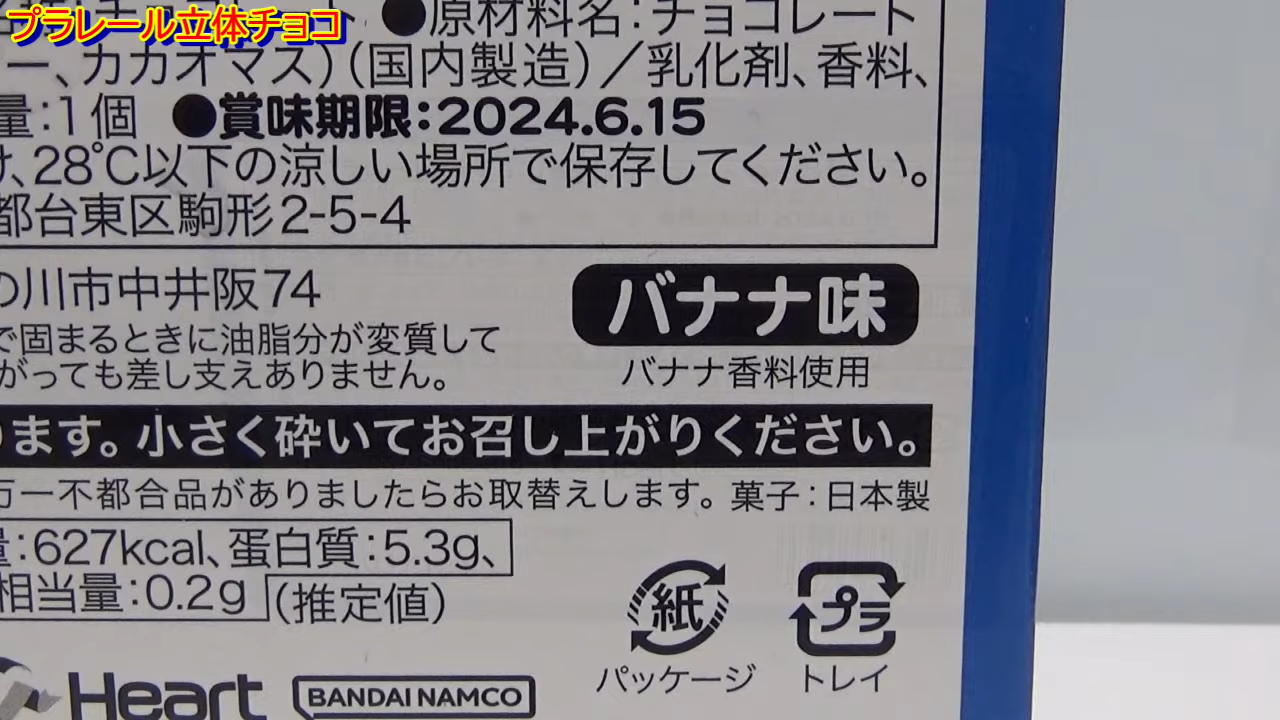 プラレール立体チョコ
●原材料名：チョコレート
ー、カカオマス）（国内製造）／乳化剤、香料、
量：1個 ●賞味期限：2024.6.15
、28℃以下の涼しい場所で保存してください。
都台東区駒形2-5-4
の川市中井阪74
で固まるときに油脂分が変質して
がっても差し支えありません。
バナナ味
バナナ香料使用
ります。小さく砕いてお召し上がりください。
万一不都合品がありましたらお取替えします。菓子：日本製
量：627kcal、蛋白質：5.3g、
相当量：0.2g （推定値）
紙
パッケージ
プラ
トレイ
Heart
BANDAI NAMCO